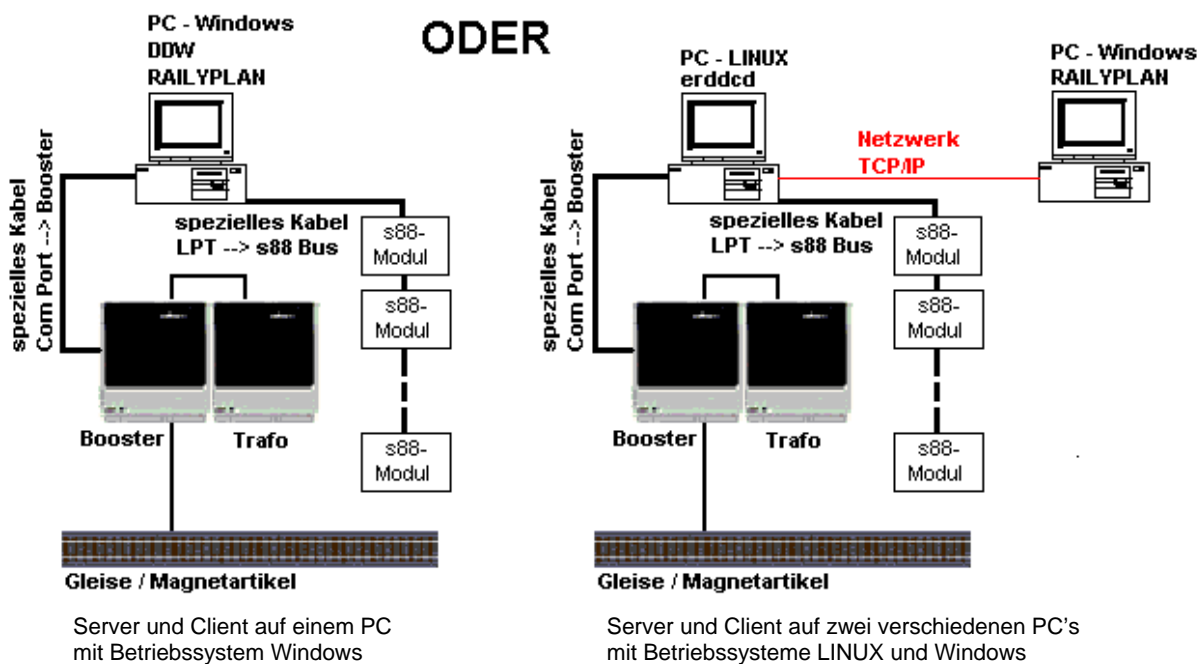 PC - Windows
DDW
RAILYPLAN
ODER
spezielles Kabel
Com Port --> Booster
spezielles Kabel
LPT --> s88 Bus
s88-
Modul
s88-
Modul
s88-
Modul
Booster
Trafo
Gleise / Magnetartikel
Server und Client auf einem PC
mit Betriebssystem Windows
PC - LINUX
erddcd
PC - Windows
RAILYPLAN
Netzwerk
TCP/IP
spezielles Kabel
Com Port --> Booster
spezielles Kabel
LPT --> s88 Bus
s88-
Modul
s88-
Modul
s88-
Modul
Booster
Trafo
Gleise / Magnetartikel
Server und Client auf zwei verschiedenen PC’s
mit Betriebssysteme LINUX und Windows